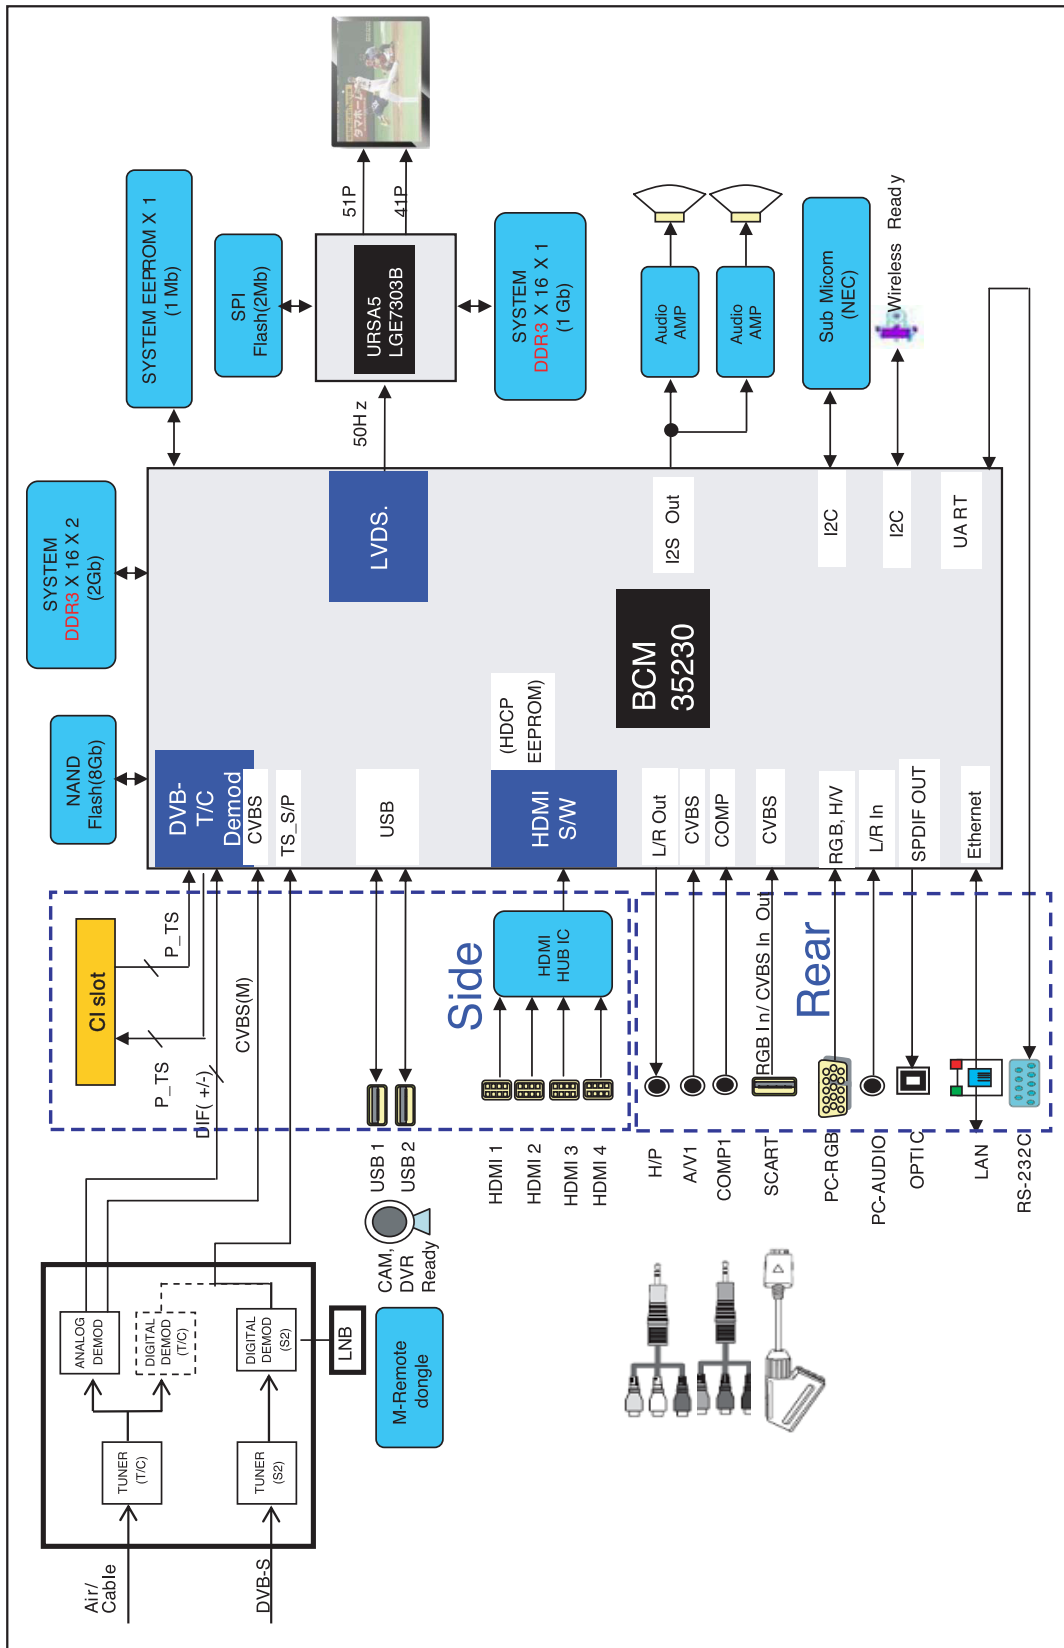 SYSTEM EEPROM X 1
(1 Mb)
SPI
Flash(2Mb)
51P
41P
URSA5
LGE7303B
SYSTEM
DDR3 X 16 X 1
(1 Gb)
50Hz
Audio
AMP
Audio
AMP
Sub Micom
(NEC)
Wireless Ready
SYSTEM
DDR3 X 16 X 2
(2Gb)
NAND
Flash(8Gb)
LVDS.
I2S Out
I2C
I2C
UART
BCM
35230
(HDCP
EEPROM)
DVB-
T/C
Demod
CVBS
TS_S/P
USB
HDMI
S/W
L/R Out
CVBS
COMP
CVBS
RGB, H/V
L/R In
SPDIF OUT
Ethernet
CI slot
P_TS
P_TS
DIF( +/-)
CVBS(M)
Side
HDMI
HUB IC
RGB In / CVBS In Out
Rear
USB 1
USB 2
HDMI 1
HDMI 2
HDMI 3
HDMI 4
H/P
A/V1
COMP1
SCART
PC-RGB
PC-AUDIO
OPTIC
LAN
RS-232C
CAM,
DVR
Ready
M-Remote
dongle
LNB
ANALOG
DEMOD
DIGITAL
DEMOD
(T/C)
DIGITAL
DEMOD
(S2)
TUNER
(T/C)
TUNER
(S2)
Air/
Cable
DVB-S